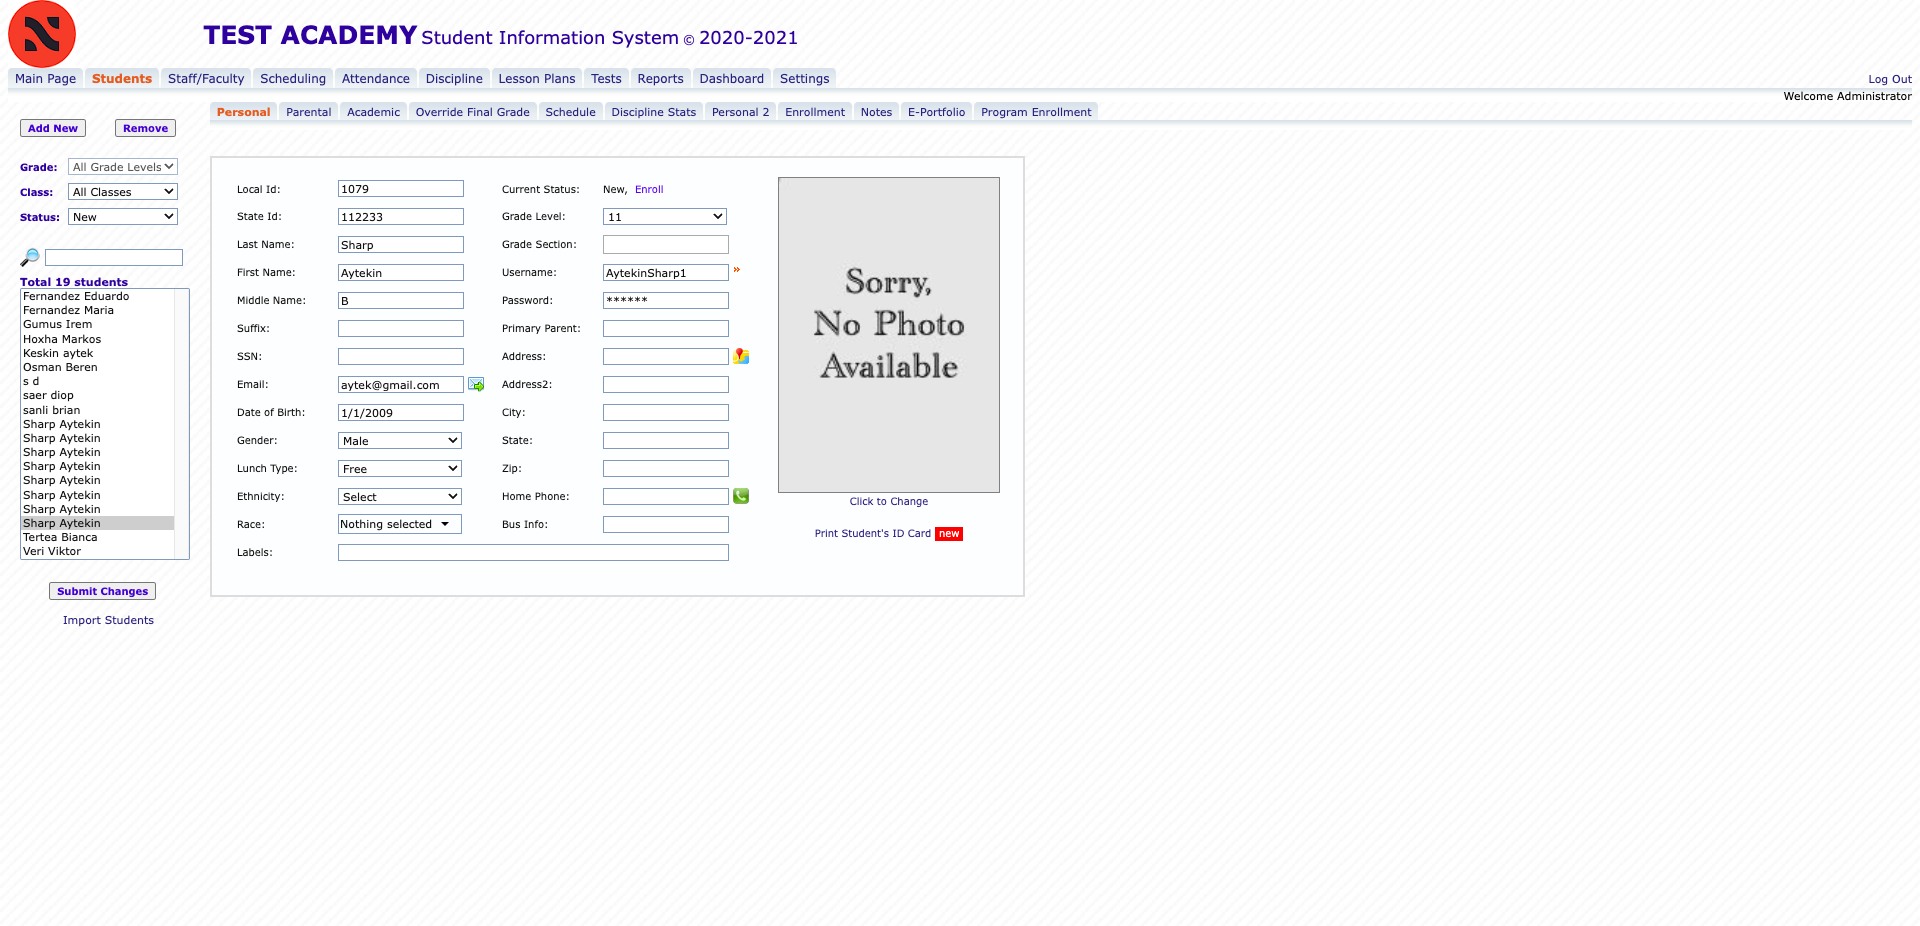 TEST ACADEMY Student Information System © 2020-2021
Main Page Students Staff/Faculty Scheduling Attendance Discipline Lesson Plans Tests Reports Dashboard Settings
Log Out
Welcome Administrator
Personal Parental Academic Override Final Grade Schedule Discipline Stats Personal 2 Enrollment Notes E-Portfolio Program Enrollment
Add New Remove
Grade: All Grade Levels
Class: All Classes
Status: New
Total 19 students
Fernandez Eduardo
Fernandez Maria
Gumus Irem
Hoxha Markos
Keskin aytek
Osman Beren
s d
saer diop
sanli brian
Sharp Aytekin
Sharp Aytekin
Sharp Aytekin
Sharp Aytekin
Sharp Aytekin
Sharp Aytekin
Sharp Aytekin
Sharp Aytekin
Tertea Bianca
Veri Viktor
Submit Changes
Import Students
Local Id: 1079
State Id: 112233
Last Name: Sharp
First Name: Aytekin
Middle Name: B
Suffix:
SSN:
Email: aytek@gmail.com
Date of Birth: 1/1/2009
Gender: Male
Lunch Type: Free
Ethnicity: Select
Race: Nothing selected
Labels:
Current Status: New, Enroll
Grade Level: 11
Grade Section:
Username: AytekinSharp1 »
Password: ******
Primary Parent:
Address:
Address2:
City:
State:
Zip:
Home Phone:
Bus Info:
Sorry,
No Photo
Available
Click to Change
Print Student's ID Card new